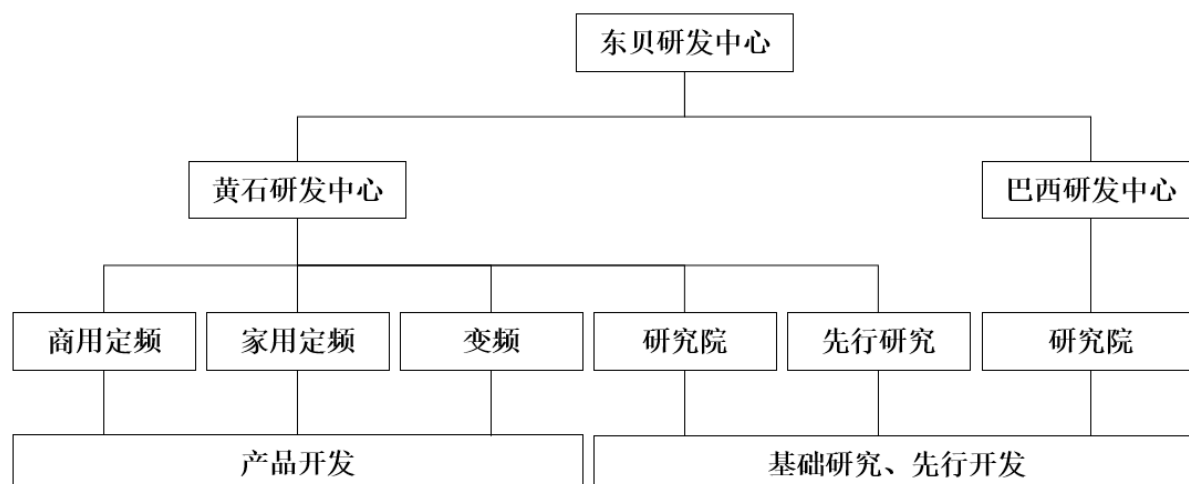 东贝研发中心
黄石研发中心
巴西研发中心
商用定频
家用定频
变频
研究院
先行研究
研究院
产品开发
基础研究、先行开发